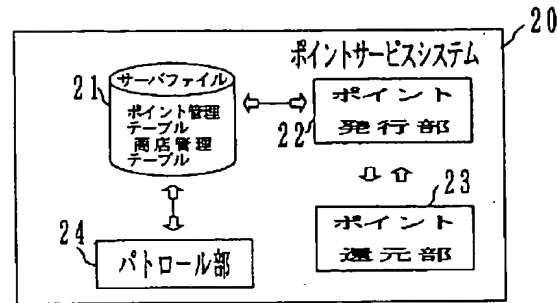 20
ポイントサービスシステム
21
サーバファイル
ポイント管理
テーブル
商店管理
テーブル
ポイント
発行部
22
23
ポイント
還元部
24
パトロール部